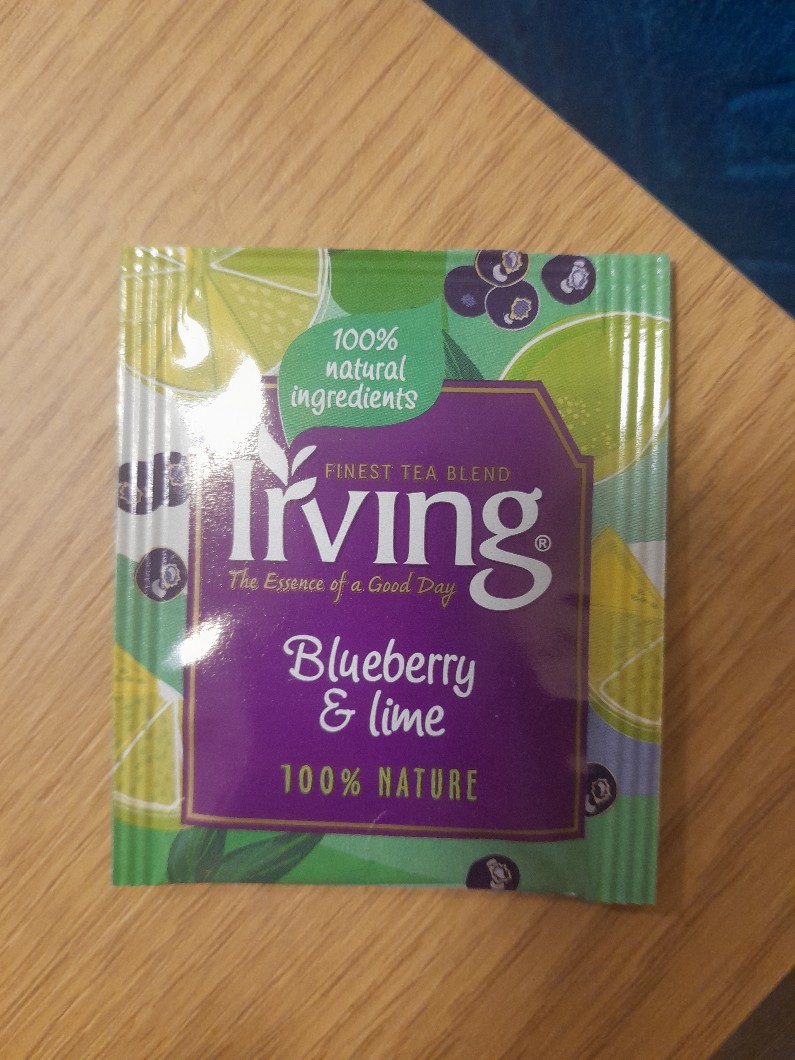 100%
natural
ingredients
FINEST TEA BLEND
Irving®
The Essence of a Good Day
Blueberry
& lime
100% NATURE